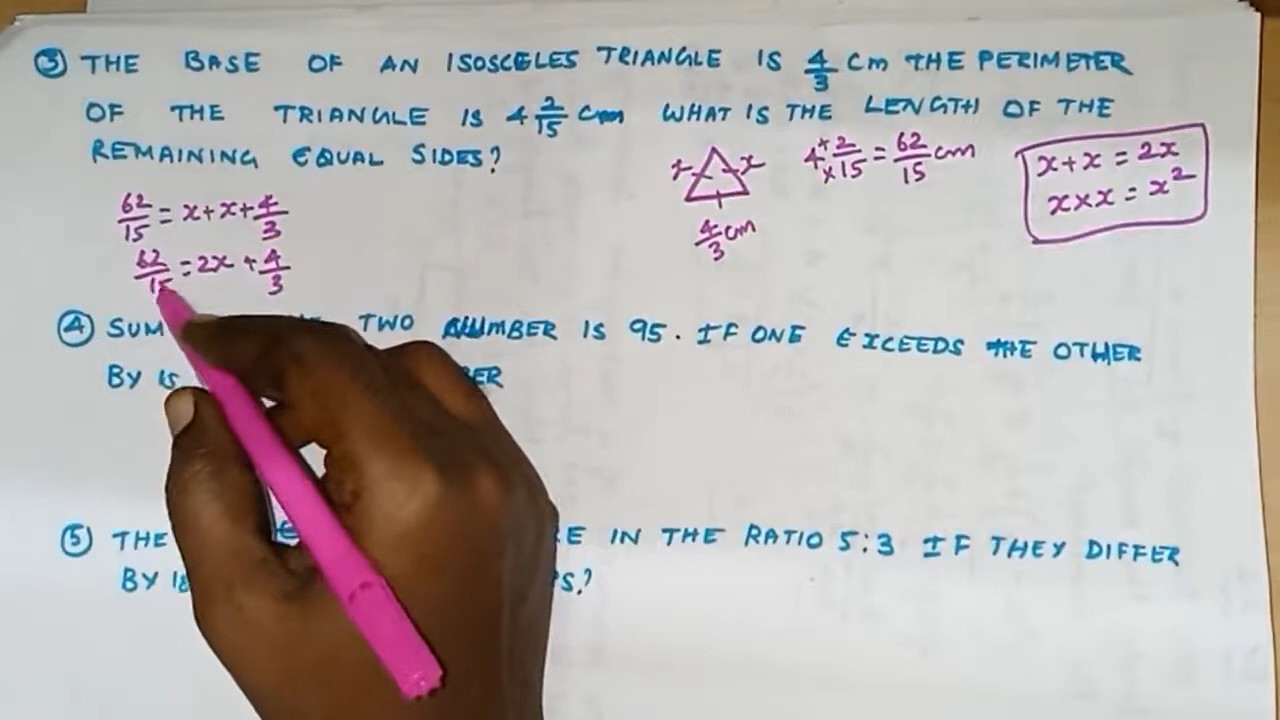 ③ THE BASE OF AN ISOSCELES TRIANGLE IS 4/3 cm THE PERIMETER
OF THE TRIANGLE IS 4 2/15 cm WHAT IS THE LENGTH OF THE
REMAINING EQUAL SIDES?
x x
4/3 cm
4 + 2/× 15 = 62/15 cm
x+x = 2x
x×x = x²
62/15 = x+x+4/3
62/15 = 2x + 4/3
④ SUM TWO NUMBER IS 95. IF ONE EXCEEDS THE OTHER
BY 15
⑤ THE IN THE RATIO 5:3 IF THEY DIFFER
BY 18